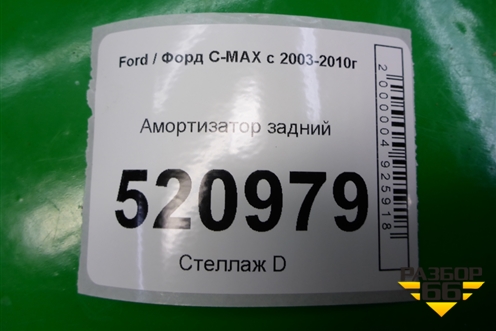 Ford / Форд C-MAX с 2003-2010г
Амортизатор задний
520979
Стеллаж D
2000004925918
РАЗБОР
66